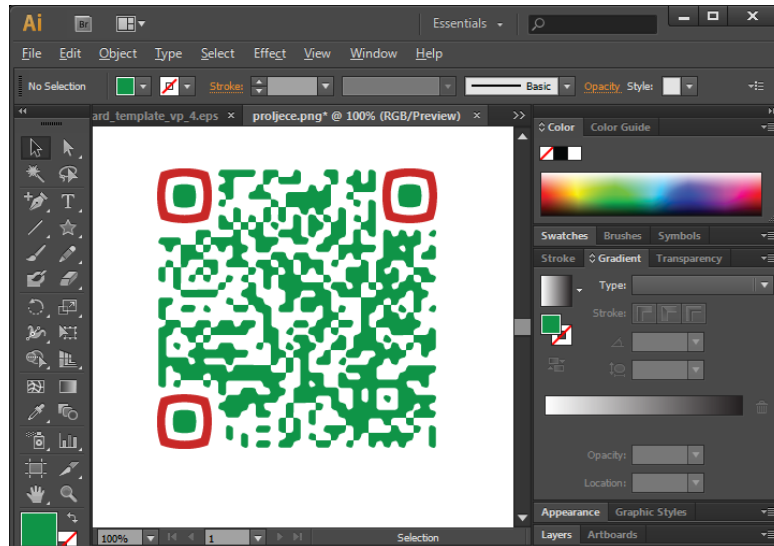 Ai Br Essentials
File Edit Object Type Select Effect View Window Help
No Selection Stroke: Basic Opacity Style:
ard_template_vp_4.eps × proljece.png* @ 100% (RGB/Preview) ×
Color Color Guide
Swatches Brushes Symbols
Stroke Gradient Transparency
Type:
Stroke:
Opacity:
Location:
Appearance Graphic Styles
Layers Artboards
100% 1 Selection